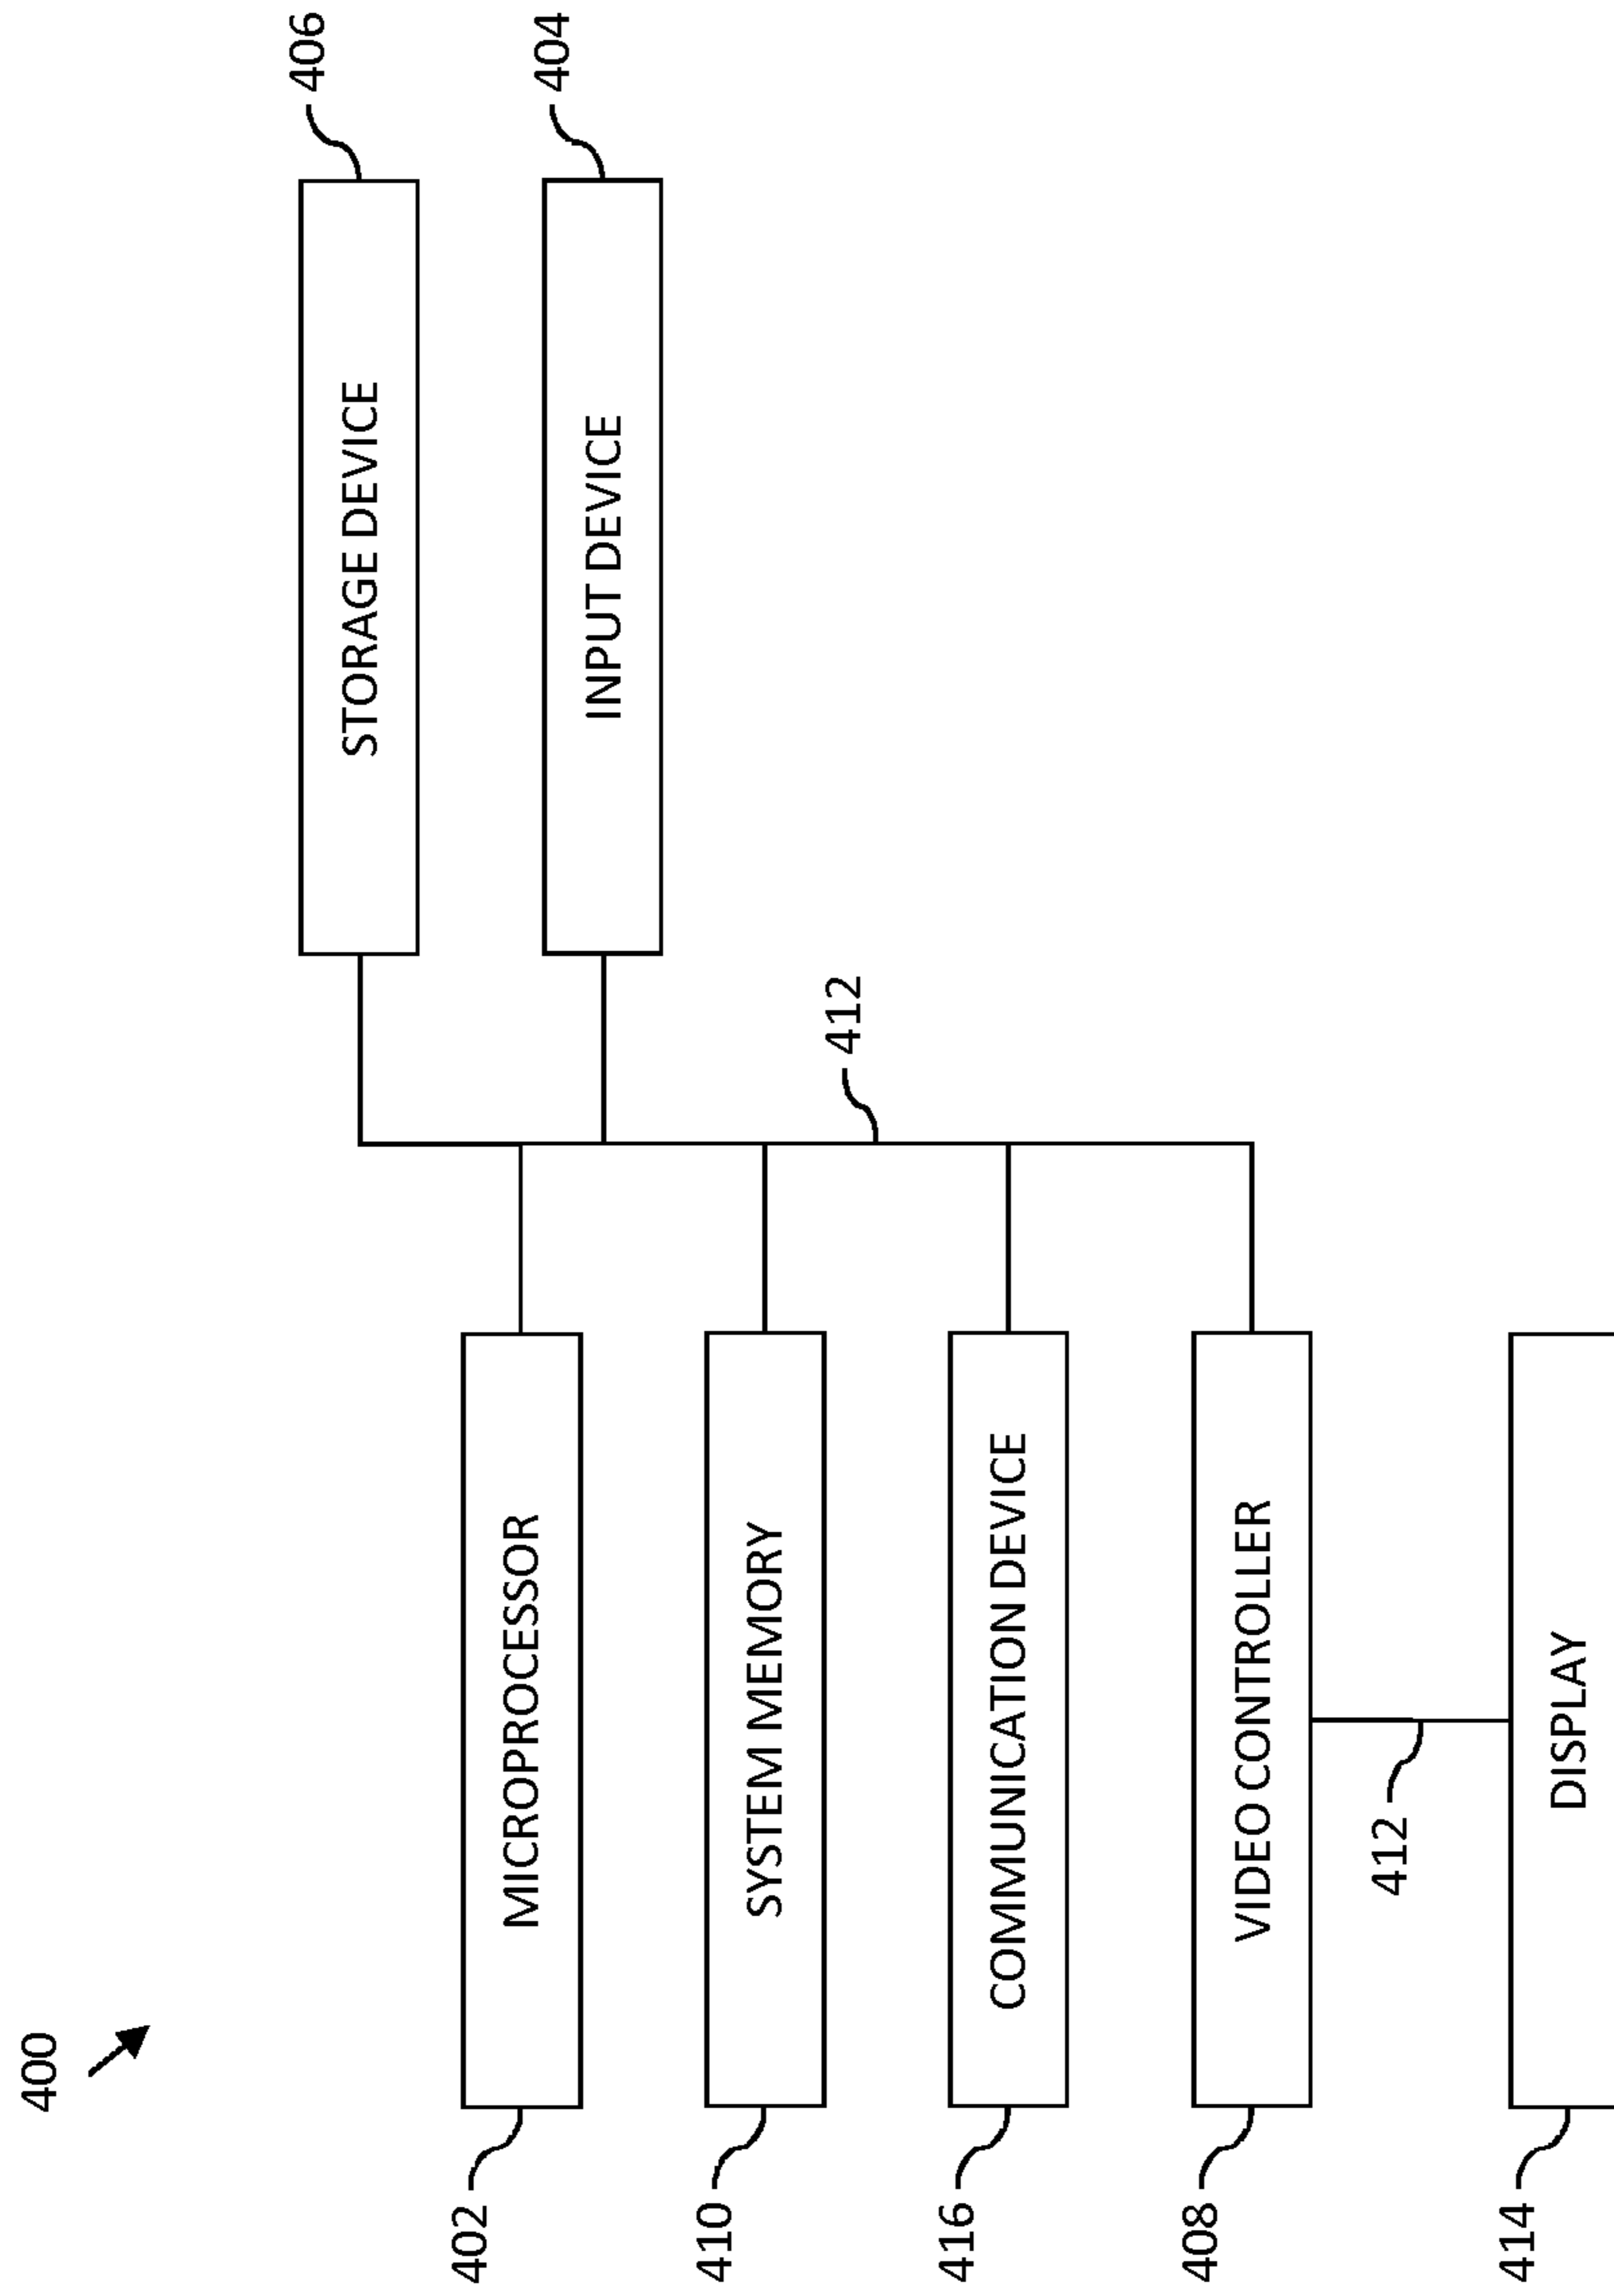 400
402
MICROPROCESSOR
STORAGE DEVICE
406
410
SYSTEM MEMORY
INPUT DEVICE
404
416
COMMUNICATION DEVICE
412
408
VIDEO CONTROLLER
412
414
DISPLAY